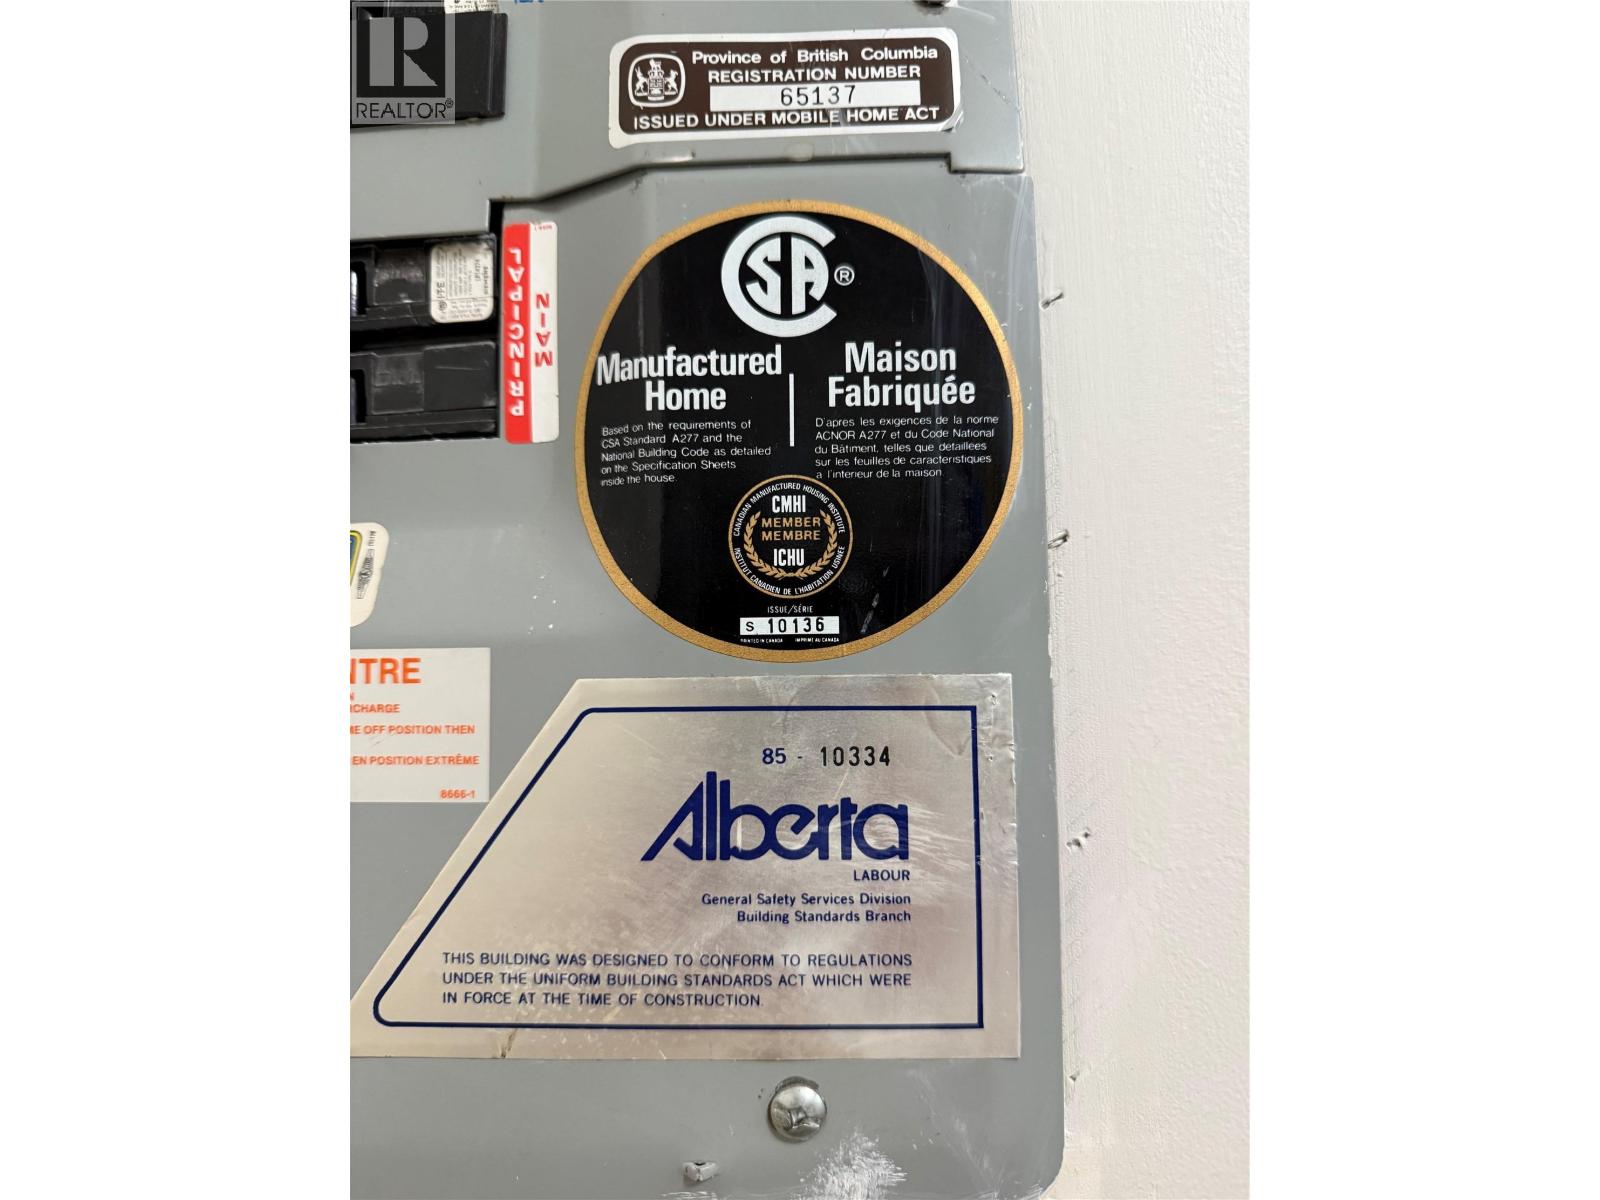 REALTOR®
Province of British Columbia
REGISTRATION NUMBER
65137
ISSUED UNDER MOBILE HOME ACT
PRINCIPAL
MAIN
CSA®
Manufactured
Home
Based on the requirements of
CSA Standard A277 and the
National Building Code as detailed
on the Specification Sheets
inside the house.
Maison
Fabriquée
D'apres les exigences de la norme
ACNOR A277 et du Code National
du Bâtiment, telles que detaillées
sur les feuilles de caracteristiques
a l'interieur de la maison.
CANADIAN MANUFACTURED HOUSING INSTITUTE
CMHI
MEMBER
MEMBRE
ICHU
INSTITUT CANADIEN DE L'HABITATION USINÉE
ISSUE/SÉRIE
S 10136
PRINTED IN CANADA IMPRIME AU CANADA
ITE
NTRE
N
CHARGE
ME OFF POSITION THEN
EN POSITION EXTRÊME
8666-1
85 - 10334
Alberta
LABOUR
General Safety Services Division
Building Standards Branch
THIS BUILDING WAS DESIGNED TO CONFORM TO REGULATIONS
UNDER THE UNIFORM BUILDING STANDARDS ACT WHICH WERE
IN FORCE AT THE TIME OF CONSTRUCTION.